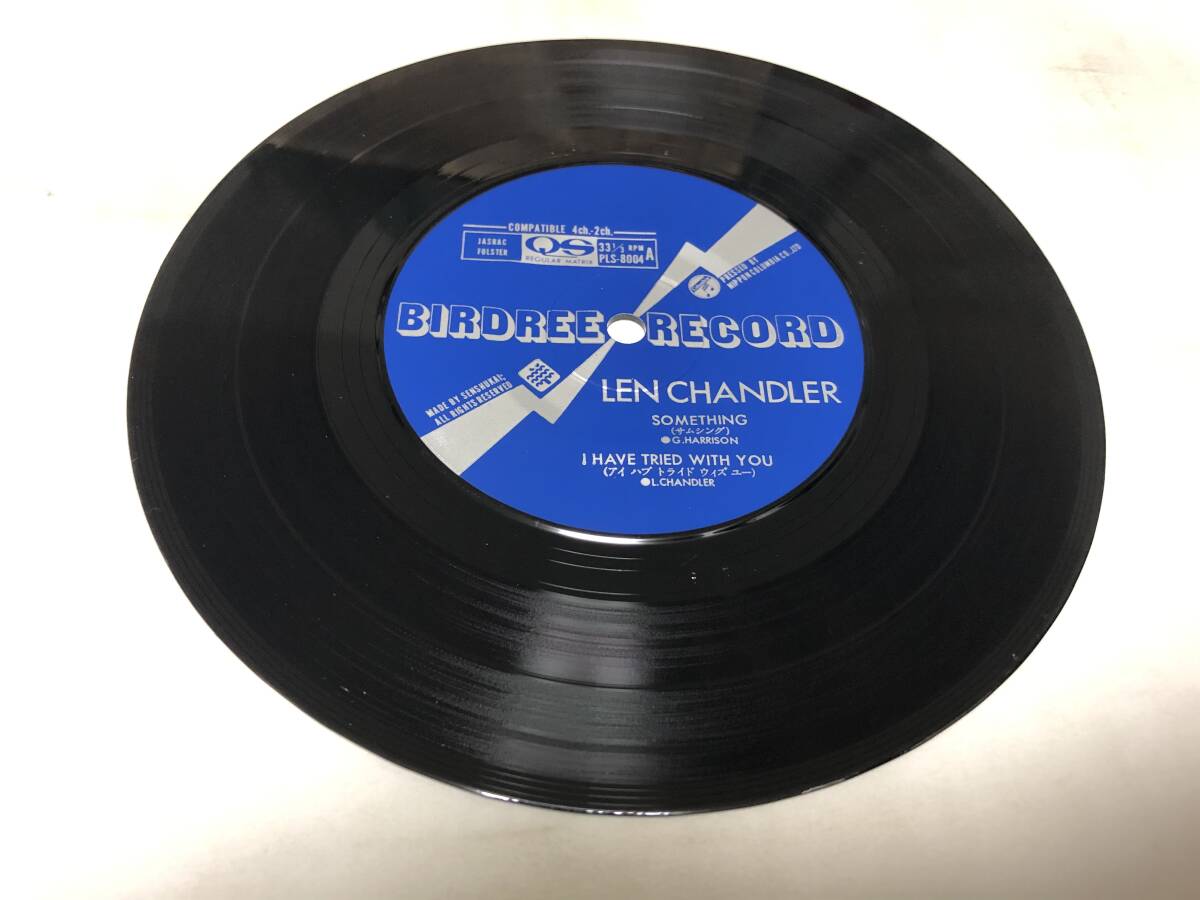 COMPATIBLE 4ch.-2ch.
JASRAC
FOLSTER
QS
REGULAR MATRIX
33 1/3 RPM
PLS-8004 A
PRESSED BY
NIPPON COLUMBIA CO.,LTD
BIRDREE RECORD
MADE BY SENSHUKAI;
ALL RIGHTS RESERVED
LEN CHANDLER
SOMETHING
(サムシング)
●G.HARRISON
I HAVE TRIED WITH YOU
(アイ ハブ トライド ウィズ ユー)
●L.CHANDLER